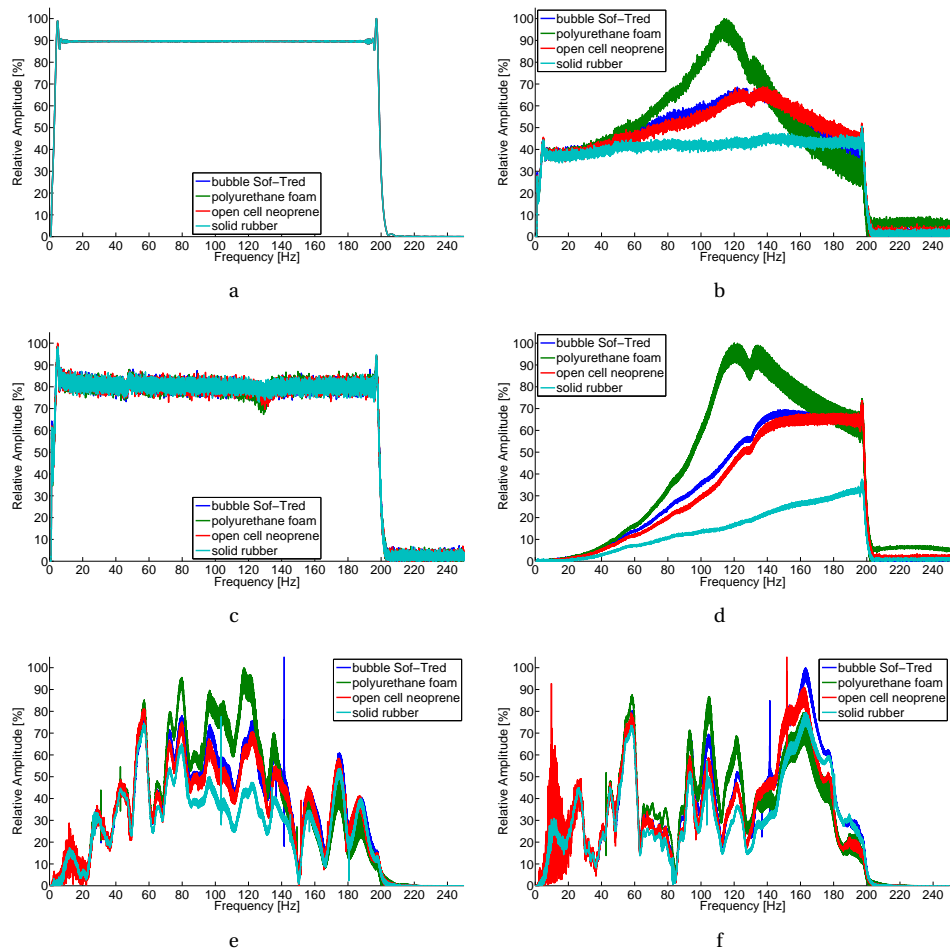 100
90
80
70
60
50
40
30
20
10
0
Relative Amplitude [%]
bubble Sof-Tred
polyurethane foam
open cell neoprene
solid rubber
0 20 40 60 80 100 120 140 160 180 200 220 240
Frequency [Hz]
a
100
90
80
70
60
50
40
30
20
10
0
Relative Amplitude [%]
bubble Sof-Tred
polyurethane foam
open cell neoprene
solid rubber
0 20 40 60 80 100 120 140 160 180 200 220 240
Frequency [Hz]
b
100
90
80
70
60
50
40
30
20
10
0
Relative Amplitude [%]
bubble Sof-Tred
polyurethane foam
open cell neoprene
solid rubber
0 20 40 60 80 100 120 140 160 180 200 220 240
Frequency [Hz]
c
100
90
80
70
60
50
40
30
20
10
0
Relative Amplitude [%]
bubble Sof-Tred
polyurethane foam
open cell neoprene
solid rubber
0 20 40 60 80 100 120 140 160 180 200 220 240
Frequency [Hz]
d
100
90
80
70
60
50
40
30
20
10
0
Relative Amplitude [%]
bubble Sof-Tred
polyurethane foam
open cell neoprene
solid rubber
0 20 40 60 80 100 120 140 160 180 200 220 240
Frequency [Hz]
e
100
90
80
70
60
50
40
30
20
10
0
Relative Amplitude [%]
bubble Sof-Tred
polyurethane foam
open cell neoprene
solid rubber
0 20 40 60 80 100 120 140 160 180 200 220 240
Frequency [Hz]
f